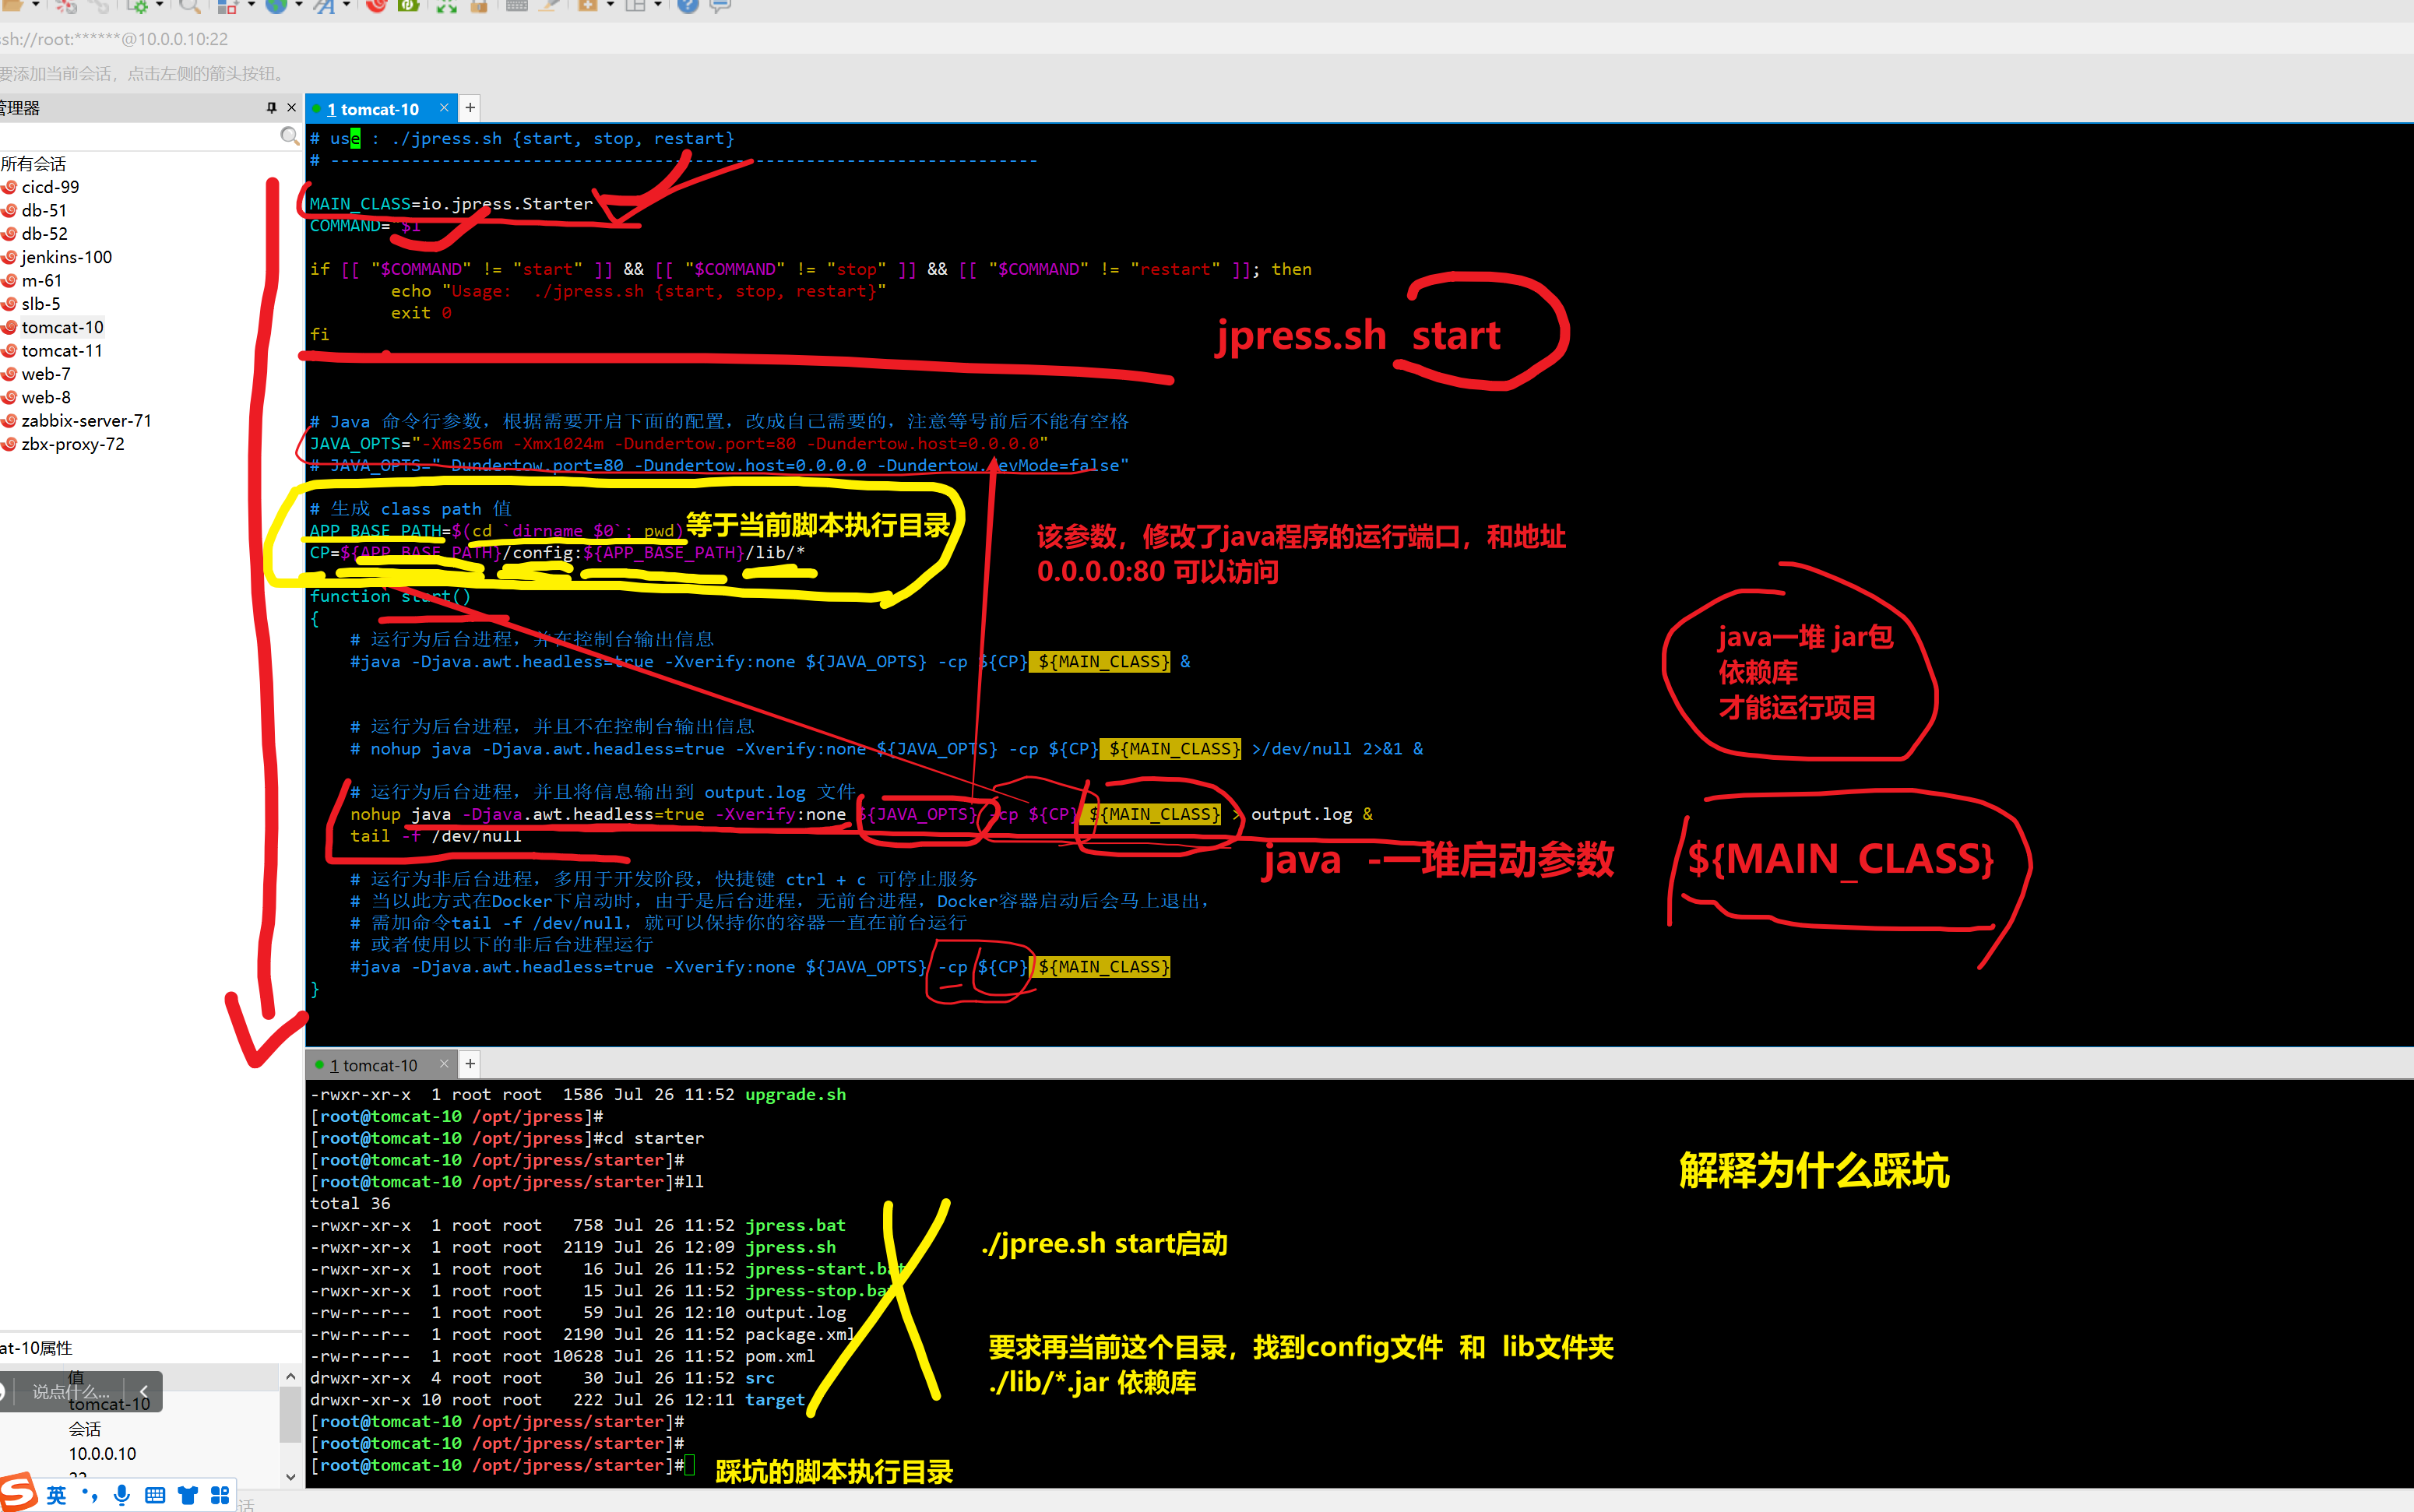 ssh://root:******@10.0.0.10:22
要添加当前会话，点击左侧的箭头按钮。
管理器
所有会话
cicd-99
db-51
db-52
jenkins-100
m-61
slb-5
tomcat-10
tomcat-11
web-7
web-8
zabbix-server-71
zbx-proxy-72
1 tomcat-10
# use : ./jpress.sh {start, stop, restart}
# ----------------------------------------------------------------------
MAIN_CLASS=io.jpress.Starter
COMMAND="$1"
if [[ "$COMMAND" != "start" ]] && [[ "$COMMAND" != "stop" ]] && [[ "$COMMAND" != "restart" ]]; then
echo "Usage:  ./jpress.sh {start, stop, restart}"
exit 0
fi
jpress.sh  start
# Java 命令行参数，根据需要开启下面的配置，改成自己需要的，注意等号前后不能有空格
JAVA_OPTS="-Xms256m -Xmx1024m -Dundertow.port=80 -Dundertow.host=0.0.0.0"
# JAVA_OPTS="-Dundertow.port=80 -Dundertow.host=0.0.0.0 -Dundertow.devMode=false"
# 生成 class path 值
APP_BASE_PATH=$(cd `dirname $0`; pwd)
等于当前脚本执行目录
CP=${APP_BASE_PATH}/config:${APP_BASE_PATH}/lib/*
该参数，修改了java程序的运行端口，和地址
0.0.0.0:80 可以访问
function start()
{
# 运行为后台进程，并在控制台输出信息
#java -Djava.awt.headless=true -Xverify:none ${JAVA_OPTS} -cp ${CP} ${MAIN_CLASS} &
java一堆 jar包
依赖库
才能运行项目
# 运行为后台进程，并且不在控制台输出信息
# nohup java -Djava.awt.headless=true -Xverify:none ${JAVA_OPTS} -cp ${CP} ${MAIN_CLASS} >/dev/null 2>&1 &
# 运行为后台进程，并且将信息输出到 output.log 文件
nohup java -Djava.awt.headless=true -Xverify:none ${JAVA_OPTS} -cp ${CP} ${MAIN_CLASS} > output.log &
tail -f /dev/null
java  -一堆启动参数
${MAIN_CLASS}
# 运行为非后台进程，多用于开发阶段，快捷键 ctrl + c 可停止服务
# 当以此方式在Docker下启动时，由于是后台进程，无前台进程，Docker容器启动后会马上退出，
# 需加命令tail -f /dev/null，就可以保持你的容器一直在前台运行
# 或者使用以下的非后台进程运行
#java -Djava.awt.headless=true -Xverify:none ${JAVA_OPTS} -cp ${CP} ${MAIN_CLASS}
}
1 tomcat-10
-rwxr-xr-x  1 root root  1586 Jul 26 11:52 upgrade.sh
[root@tomcat-10 /opt/jpress]#
[root@tomcat-10 /opt/jpress]#cd starter
[root@tomcat-10 /opt/jpress/starter]#
[root@tomcat-10 /opt/jpress/starter]#ll
total 36
-rwxr-xr-x  1 root root   758 Jul 26 11:52 jpress.bat
-rwxr-xr-x  1 root root  2119 Jul 26 12:09 jpress.sh
-rwxr-xr-x  1 root root    16 Jul 26 11:52 jpress-start.bat
-rwxr-xr-x  1 root root    15 Jul 26 11:52 jpress-stop.bat
-rw-r--r--  1 root root    59 Jul 26 12:10 output.log
-rw-r--r--  1 root root  2190 Jul 26 11:52 package.xml
-rw-r--r--  1 root root 10628 Jul 26 11:52 pom.xml
drwxr-xr-x  4 root root    30 Jul 26 11:52 src
drwxr-xr-x 10 root root   222 Jul 26 12:11 target
[root@tomcat-10 /opt/jpress/starter]#
[root@tomcat-10 /opt/jpress/starter]#
[root@tomcat-10 /opt/jpress/starter]#
解释为什么踩坑
./jpree.sh start启动
要求再当前这个目录，找到config文件  和  lib文件夹
./lib/*.jar 依赖库
踩坑的脚本执行目录
at-10属性
值
说点什么...
tomcat-10
会话
10.0.0.10
英
话